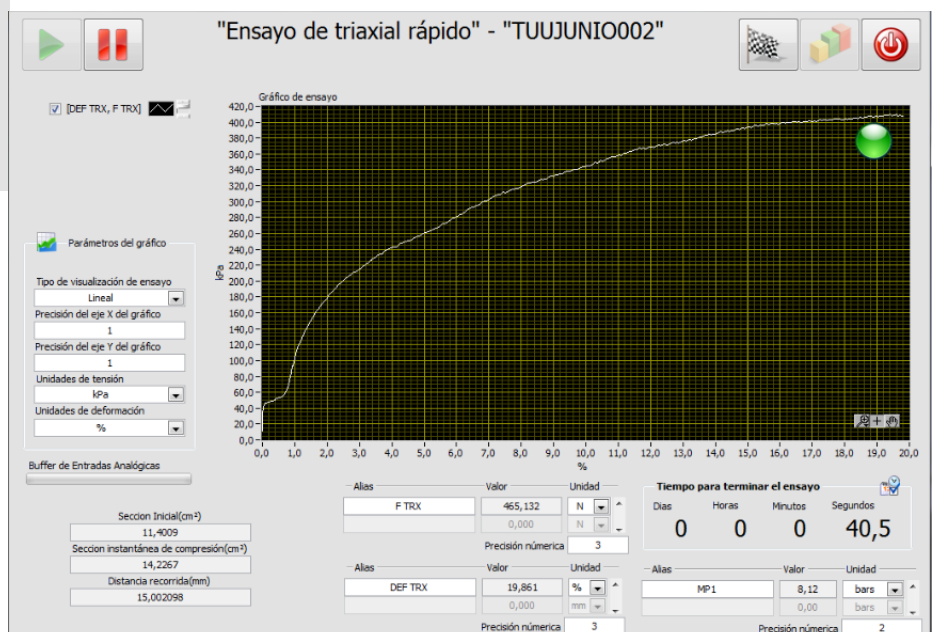 "Ensayo de triaxial rápido" - "TUUJUNIO002"
[DEF TRX, F TRX]
Gráfico de ensayo
420,0
400,0
380,0
360,0
340,0
320,0
300,0
280,0
260,0
240,0
220,0
200,0
180,0
160,0
140,0
120,0
100,0
80,0
60,0
40,0
20,0
0,0
kPa
0,0 1,0 2,0 3,0 4,0 5,0 6,0 7,0 8,0 9,0 10,0 11,0 12,0 13,0 14,0 15,0 16,0 17,0 18,0 19,0 20,0
%
Parámetros del gráfico
Tipo de visualización de ensayo
Lineal
Precisión del eje X del gráfico
1
Precisión del eje Y del gráfico
1
Unidades de tensión
kPa
Unidades de deformación
%
Buffer de Entradas Analógicas
Seccion Inicial(cm²)
11,4009
Seccion instantánea de compresión(cm²)
14,2267
Distancia recorrida(mm)
15,002098
Alias Valor Unidad
F TRX 465,132 N
0,000 N
Precisión númerica 3
Alias Valor Unidad
DEF TRX 19,861 %
0,000 mm
Precisión númerica 3
Tiempo para terminar el ensayo
Dias Horas Minutos Segundos
0 0 0 40,5
Alias Valor Unidad
MP1 8,12 bars
0,00 bars
Precisión númerica 2